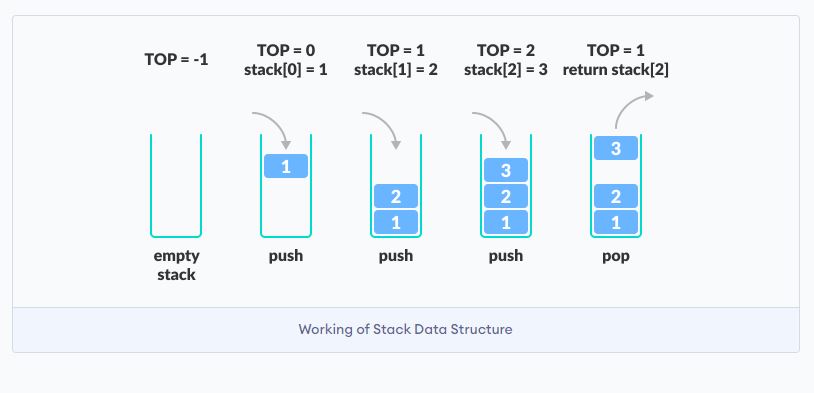 TOP = -1
TOP = 0
stack[0] = 1
TOP = 1
stack[1] = 2
TOP = 2
stack[2] = 3
TOP = 1
return stack[2]
1
2
1
3
2
1
3
2
1
empty
stack
push
push
push
pop
Working of Stack Data Structure